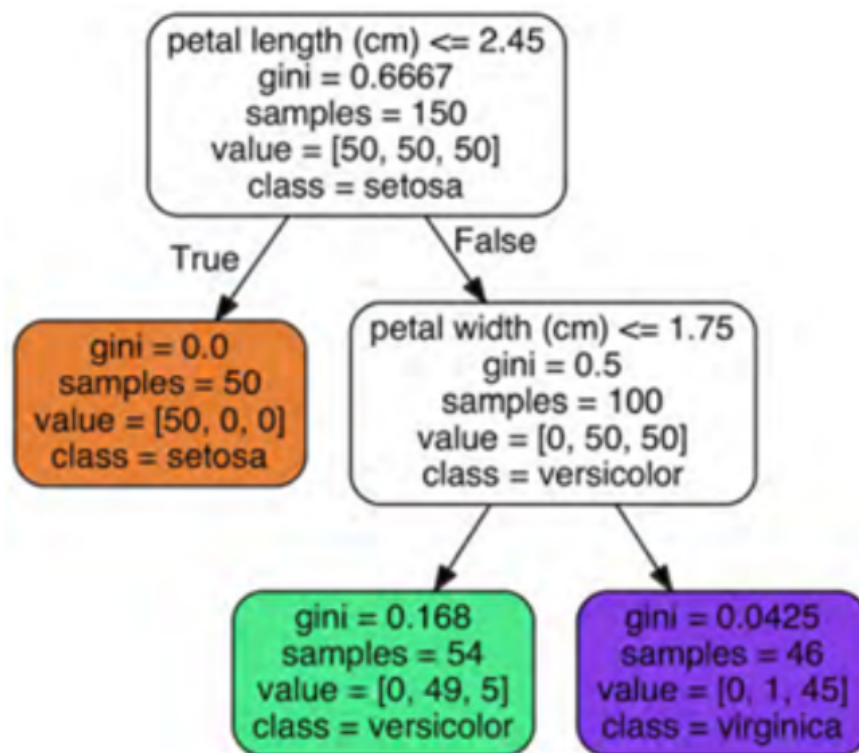 petal length (cm) <= 2.45
gini = 0.6667
samples = 150
value = [50, 50, 50]
class = setosa
True
False
gini = 0.0
samples = 50
value = [50, 0, 0]
class = setosa
petal width (cm) <= 1.75
gini = 0.5
samples = 100
value = [0, 50, 50]
class = versicolor
gini = 0.168
samples = 54
value = [0, 49, 5]
class = versicolor
gini = 0.0425
samples = 46
value = [0, 1, 45]
class = virginica